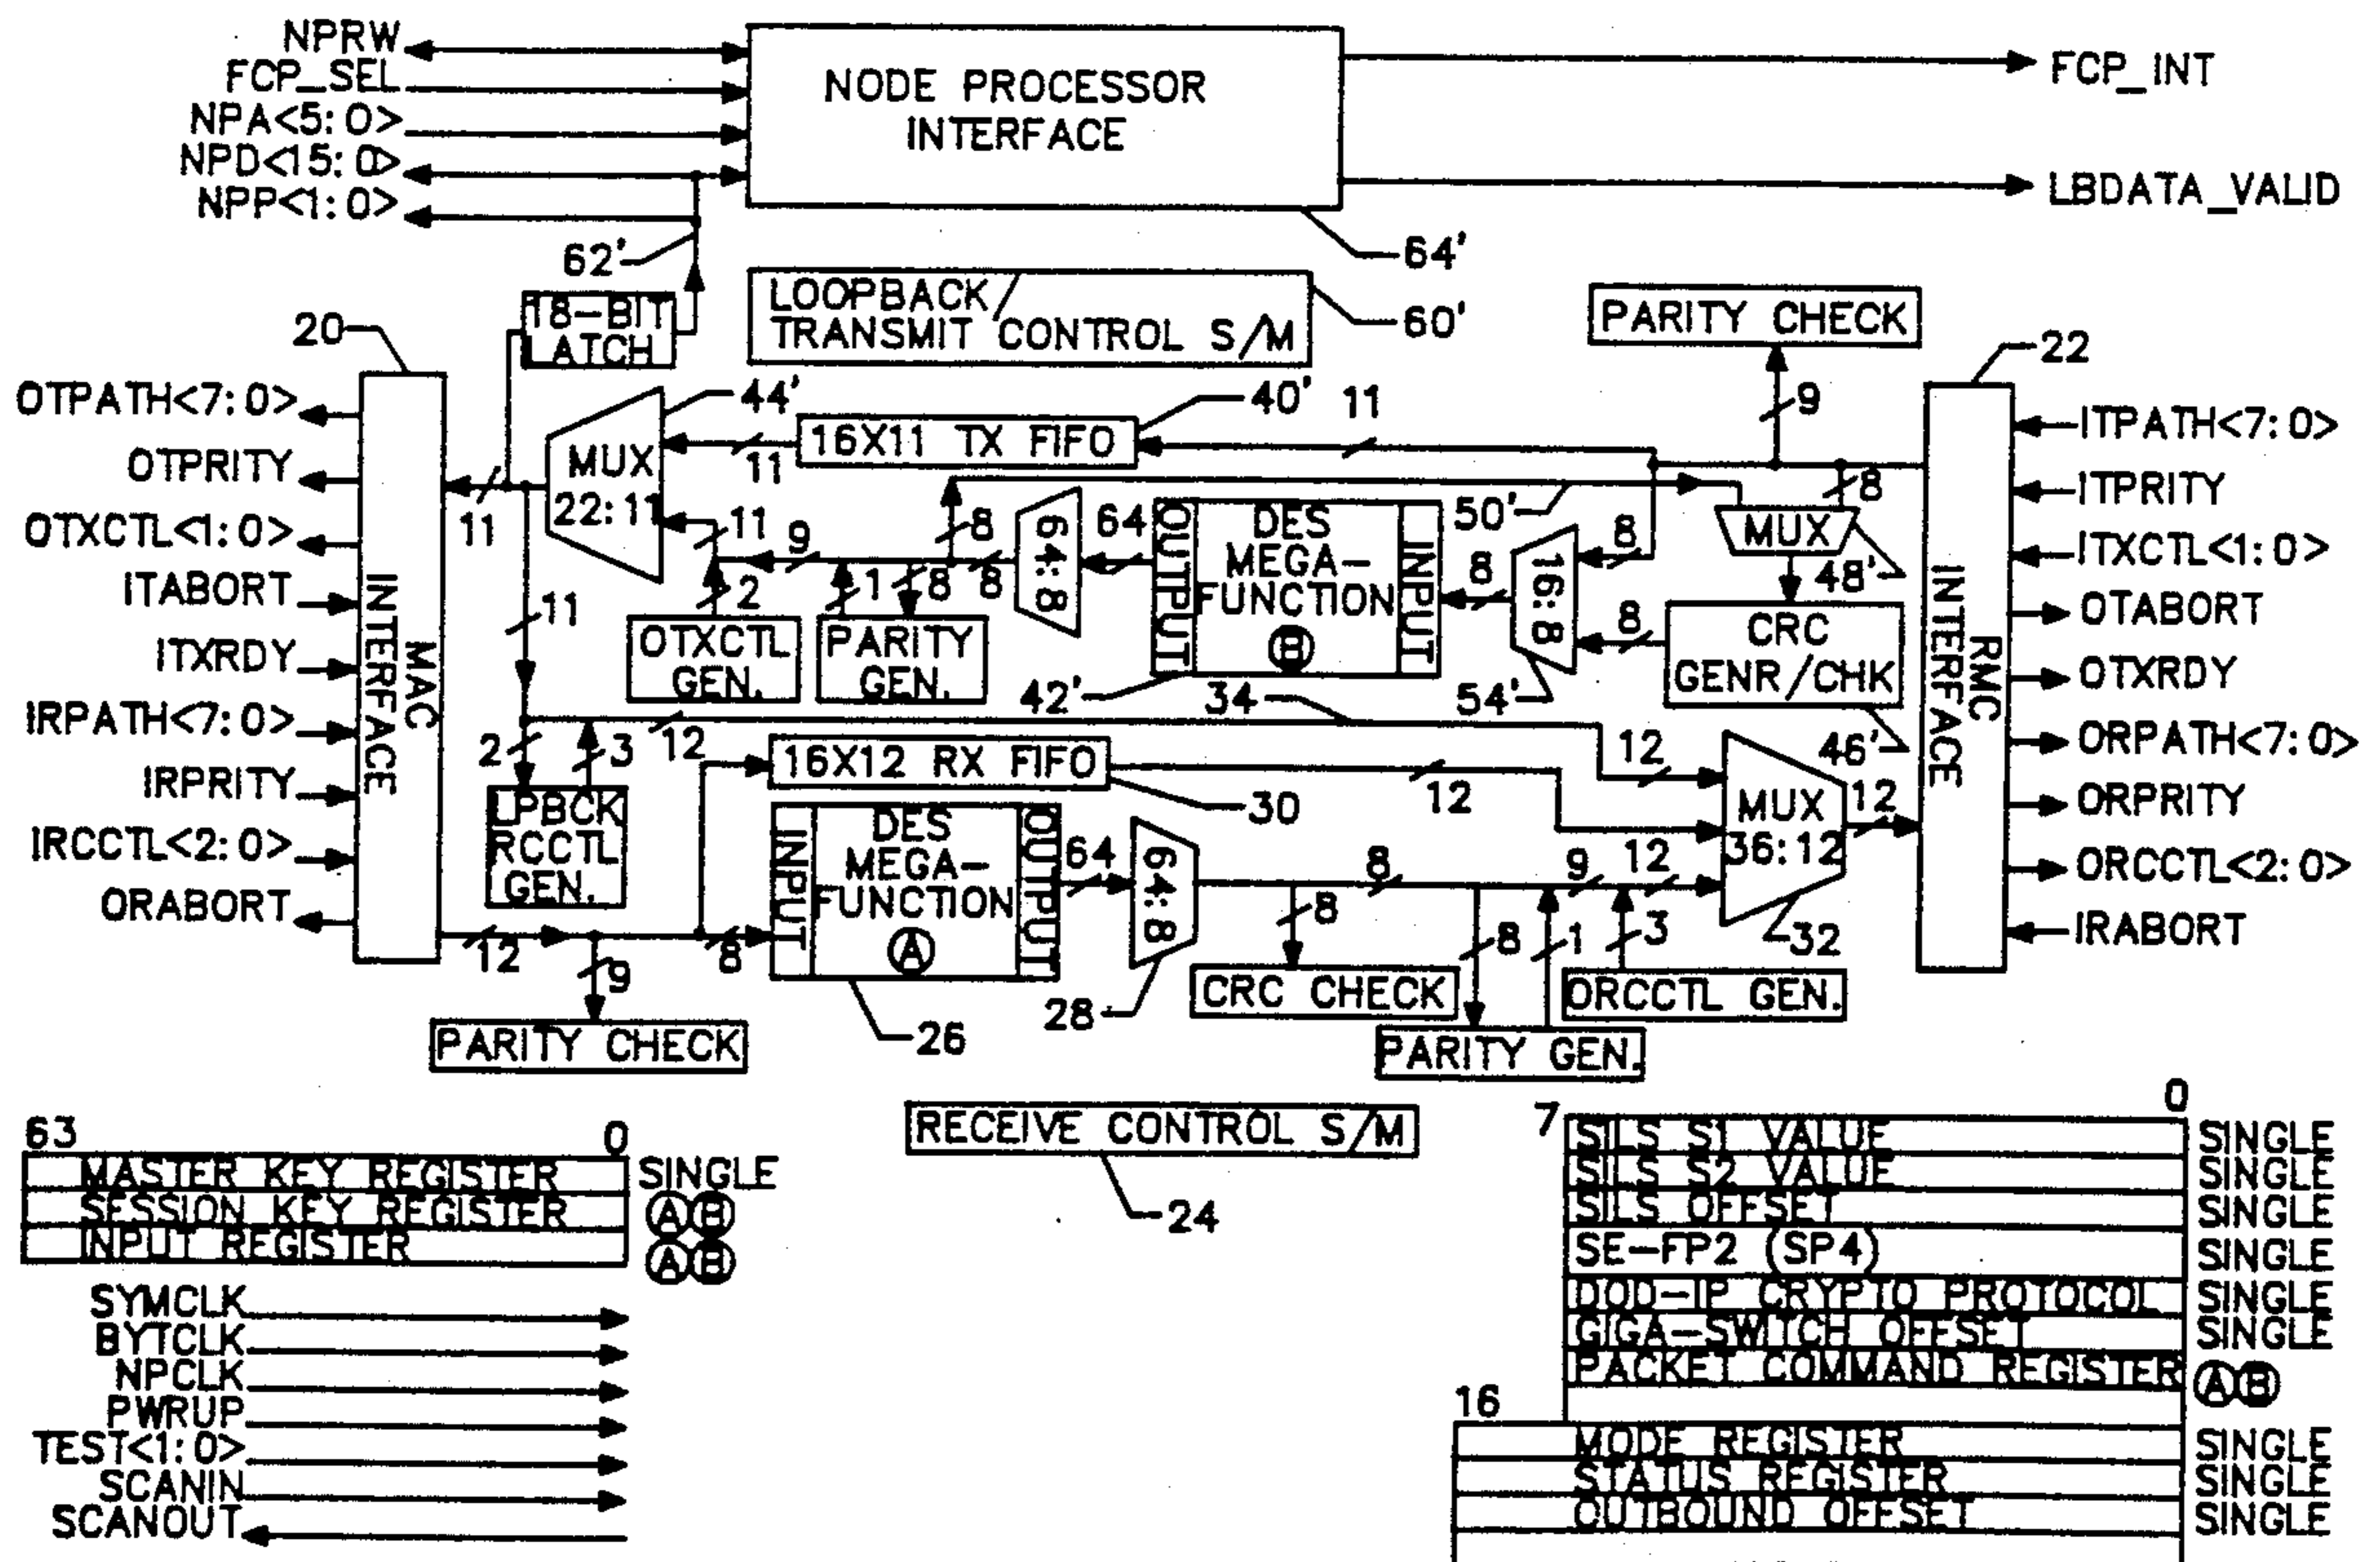 NPRW
FCP_SEL
NPA<5:0>
NPD<15:0>
NPP<1:0>
NODE PROCESSOR
INTERFACE
FCP_INT
LBDATA_VALID
62'
64'
18-BIT
LATCH
LOOPBACK/
TRANSMIT CONTROL S/M
60'
PARITY CHECK
20
22
OTPATH<7:0>
OTPRITY
OTXCTL<1:0>
ITABORT
ITXRDY
IRPATH<7:0>
IRPRITY
IRCCTL<2:0>
ORABORT
MAC
INTERFACE
11
MUX
22:11
44'
11
16X11 TX FIFO
40'
11
9
8
11
9
8
8
8
1
2
OTXCTL
GEN.
PARITY
GEN.
64:8
64
OUTPUT
DES
MEGA-
FUNCTION
B
INPUT
42'
8
16:8
8
8
50'
54'
MUX
48'
CRC
GENR/CHK
46'
RMC
INTERFACE
ITPATH<7:0>
ITPRITY
ITXCTL<1:0>
OTABORT
OTXRDY
ORPATH<7:0>
ORPRITY
ORCCTL<2:0>
IRABORT
11
2
3
12
34
12
LPBCK
RCCTL
GEN.
16X12 RX FIFO
30
12
MUX
36:12
12
32
12
9
8
INPUT
DES
MEGA-
FUNCTION
A
OUTPUT
26
64
64:8
28
8
8
8
1
9
3
12
CRC CHECK
ORCCTL GEN.
PARITY CHECK
PARITY GEN.
RECEIVE CONTROL S/M
24
63 0
MASTER KEY REGISTER SINGLE
SESSION KEY REGISTER A B
INPUT REGISTER A B
SYMCLK
BYTCLK
NPCLK
PWRUP
TEST<1:0>
SCANIN
SCANOUT
7 0
SILS S1 VALUE SINGLE
SILS S2 VALUE SINGLE
SILS OFFSET SINGLE
SE-FP2 (SP4) SINGLE
DOD-IP CRYPTO PROTOCOL SINGLE
GIGA-SWITCH OFFSET SINGLE
PACKET COMMAND REGISTER A B
16
MODE REGISTER SINGLE
STATUS REGISTER SINGLE
OUTBOUND OFFSET SINGLE